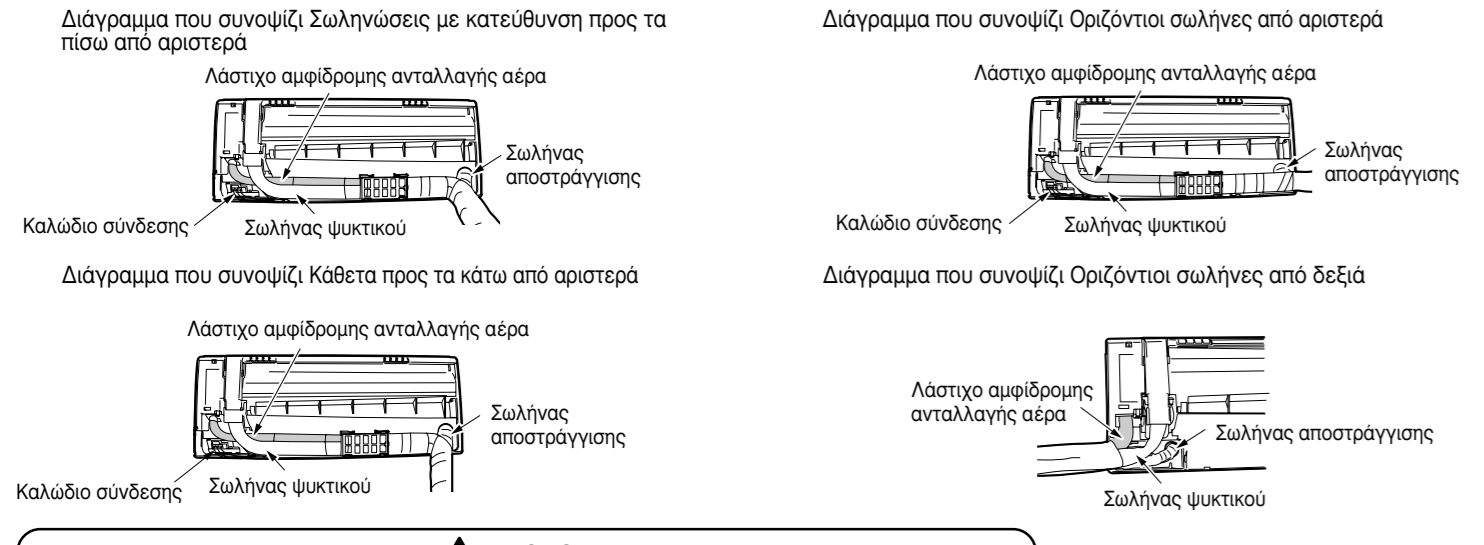 Διάγραμμα που συνοψίζι Σωληνώσεις με κατεύθυνση προς τα
πίσω από αριστερά
Λάστιχο αμφίδρομης ανταλλαγής αέρα
Σωλήνας
αποστράγγισης
Καλώδιο σύνδεσης
Σωλήνας ψυκτικού
Διάγραμμα που συνοψίζι Οριζόντιοι σωλήνες από αριστερά
Λάστιχο αμφίδρομης ανταλλαγής αέρα
Σωλήνας
αποστράγγισης
Καλώδιο σύνδεσης
Σωλήνας ψυκτικού
Διάγραμμα που συνοψίζι Κάθετα προς τα κάτω από αριστερά
Λάστιχο αμφίδρομης ανταλλαγής αέρα
Σωλήνας
αποστράγγισης
Καλώδιο σύνδεσης
Σωλήνας ψυκτικού
Διάγραμμα που συνοψίζι Οριζόντιοι σωλήνες από δεξιά
Λάστιχο αμφίδρομης
ανταλλαγής αέρα
Σωλήνας αποστράγγισης
Σωλήνας ψυκτικού